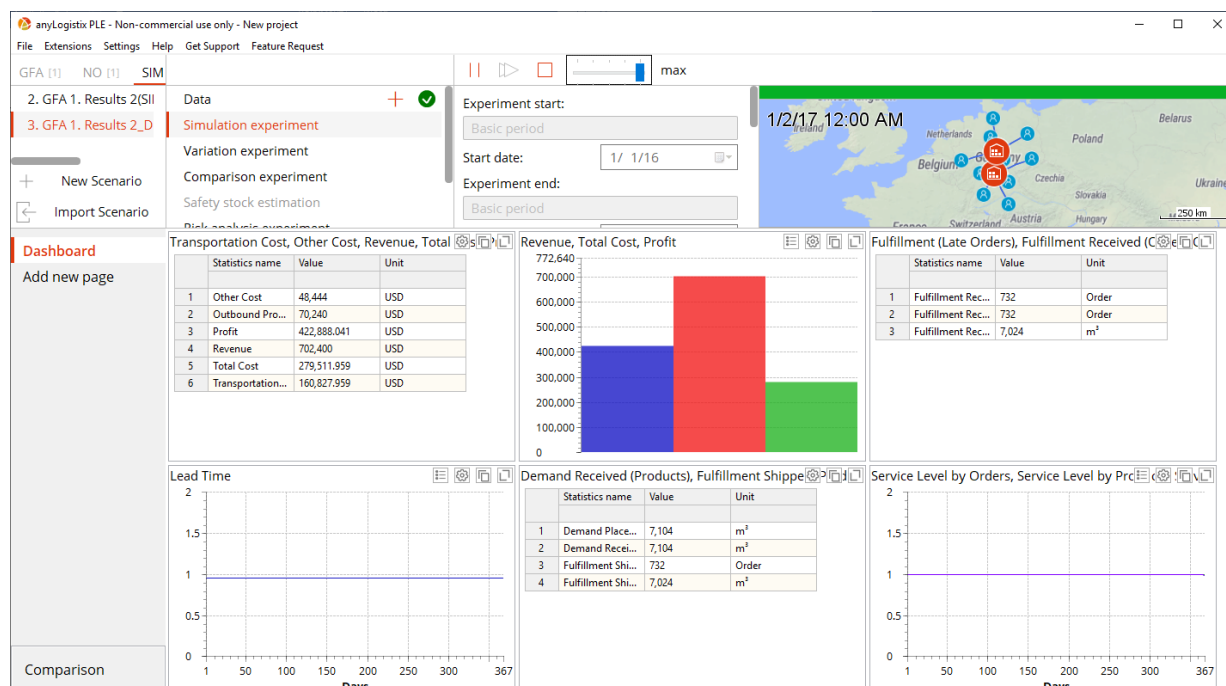 anyLogistix PLE - Non-commercial use only - New project
File Extensions Settings Help Get Support Feature Request
GFA [1] NO [1] SIM
max
2. GFA 1. Results 2(SII
3. GFA 1. Results 2_D
New Scenario
Import Scenario
Data
Simulation experiment
Variation experiment
Comparison experiment
Safety stock estimation
Risk analysis experiment
Experiment start:
Basic period
Start date:
1/ 1/16
Experiment end:
Basic period
1/2/17 12:00 AM
Ireland
Netherlands
Poland
Belarus
Belgium
Czechia
Slovakia
Ukraine
France
Switzerland
Austria
Hungary
250 km
Dashboard
Add new page
Comparison
Transportation Cost, Other Cost, Revenue, Total
Statistics name Value Unit
1 Other Cost 48,444 USD
2 Outbound Pro... 70,240 USD
3 Profit 422,888.041 USD
4 Revenue 702,400 USD
5 Total Cost 279,511.959 USD
6 Transportation... 160,827.959 USD
Revenue, Total Cost, Profit
772,640
700,000
600,000
500,000
400,000
300,000
200,000
100,000
0
Fulfillment (Late Orders), Fulfillment Received (
Statistics name Value Unit
1 Fulfillment Rec... 732 Order
2 Fulfillment Rec... 732 Order
3 Fulfillment Rec... 7,024 m³
Lead Time
2
1.5
1
0.5
0
1 50 100 150 200 250 300 367
Days
Demand Received (Products), Fulfillment Shippe
Statistics name Value Unit
1 Demand Place... 7,104 m³
2 Demand Recei... 7,104 m³
3 Fulfillment Shi... 732 Order
4 Fulfillment Shi... 7,024 m³
Service Level by Orders, Service Level by Pro
2
1.5
1
0.5
0
1 50 100 150 200 250 300 367
Days